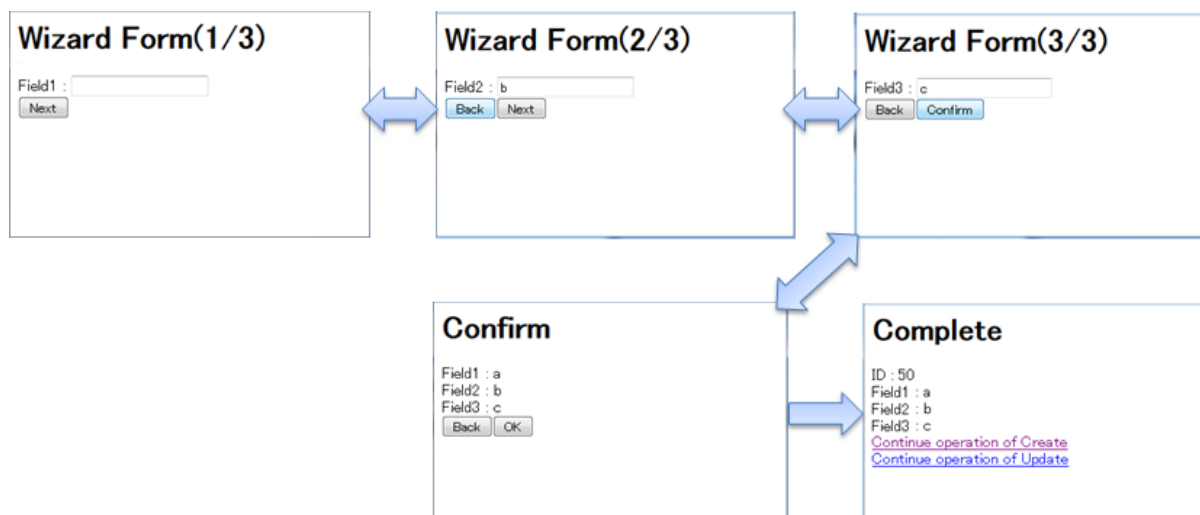 Wizard Form(1/3)
Field1 :
Next
Wizard Form(2/3)
Field2 : b
Back Next
Wizard Form(3/3)
Field3 : c
Back Confirm
Confirm
Field1 : a
Field2 : b
Field3 : c
Back OK
Complete
ID : 50
Field1 : a
Field2 : b
Field3 : c
Continue operation of Create
Continue operation of Update